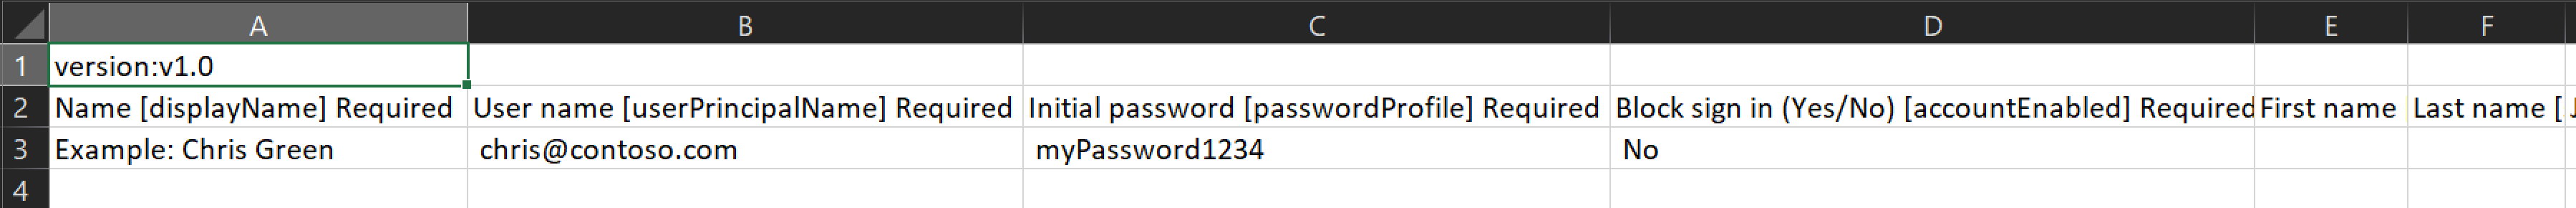 A B C D E F
1 version:v1.0
2 Name [displayName] Required User name [userPrincipalName] Required Initial password [passwordProfile] Required Block sign in (Yes/No) [accountEnabled] Required First name Last name [
3 Example: Chris Green chris@contoso.com myPassword1234 No
4